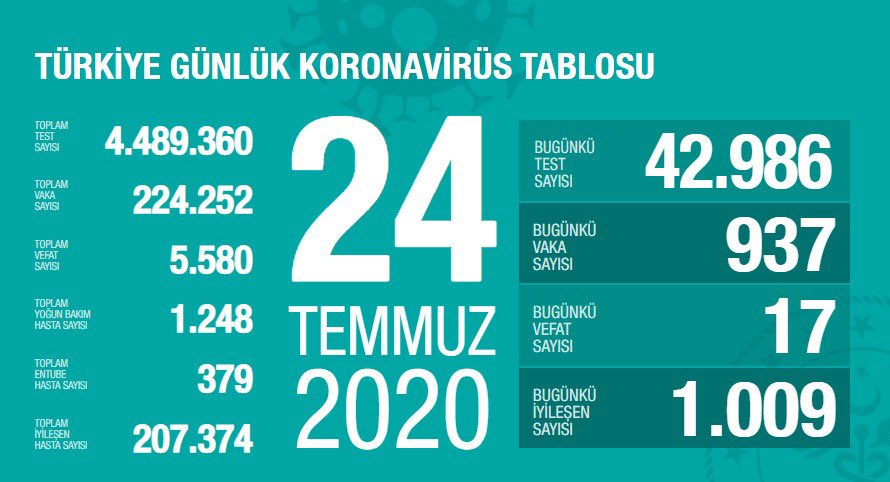 TÜRKİYE GÜNLÜK KORONAVİRÜS TABLOSU
TOPLAM
TEST
SAYISI
4.489.360
TOPLAM
VAKA
SAYISI
224.252
TOPLAM
VEFAT
SAYISI
5.580
TOPLAM
YOĞUN BAKIM
HASTA SAYISI
1.248
TOPLAM
ENTUBE
HASTA SAYISI
379
TOPLAM
İYİLEŞEN
HASTA SAYISI
207.374
24
TEMMUZ
2020
BUGÜNKÜ
TEST
SAYISI
42.986
BUGÜNKÜ
VAKA
SAYISI
937
BUGÜNKÜ
VEFAT
SAYISI
17
BUGÜNKÜ
İYİLEŞEN
SAYISI
1.009